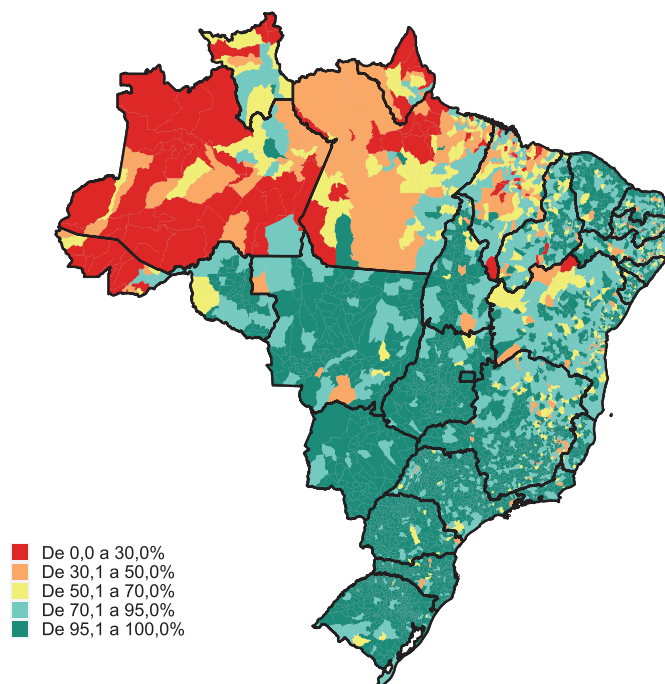 De 0,0 a 30,0%
De 30,1 a 50,0%
De 50,1 a 70,0%
De 70,1 a 95,0%
De 95,1 a 100,0%